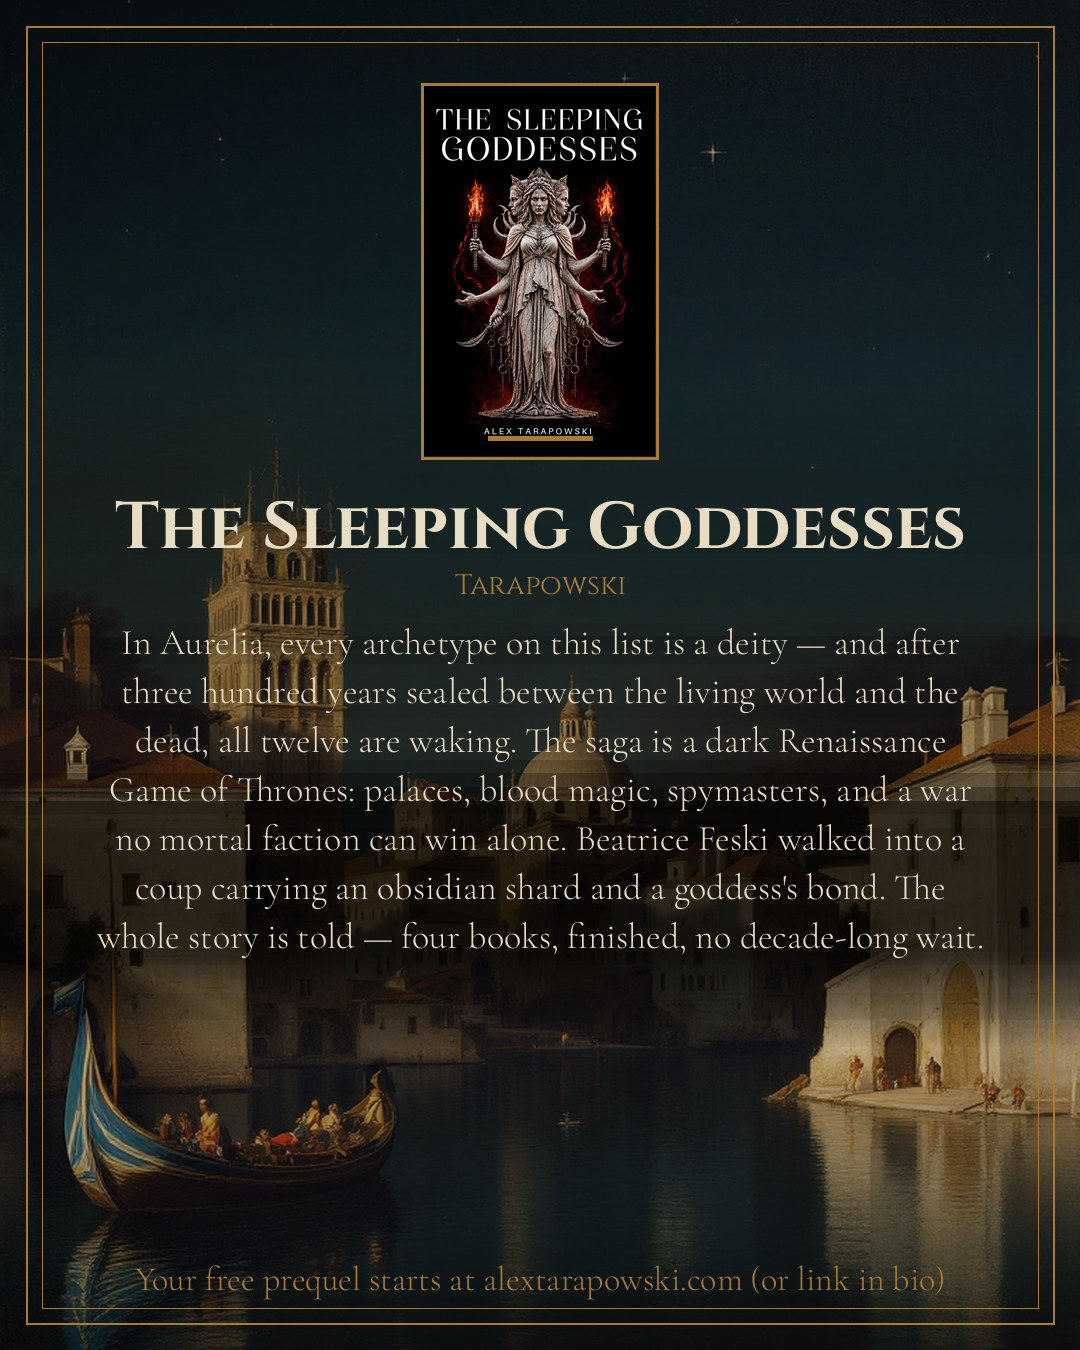 THE SLEEPING
GODDESSES
ALEX TARAPOWSKI
The Sleeping Goddesses
Tarapowski
In Aurelia, every archetype on this list is a deity — and after
three hundred years sealed between the living world and the
dead, all twelve are waking. The saga is a dark Renaissance
Game of Thrones: palaces, blood magic, spymasters, and a war
no mortal faction can win alone. Beatrice Feski walked into a
coup carrying an obsidian shard and a goddess's bond. The
whole story is told — four books, finished, no decade-long wait.
Your free prequel starts at alextarapowski.com (or link in bio)